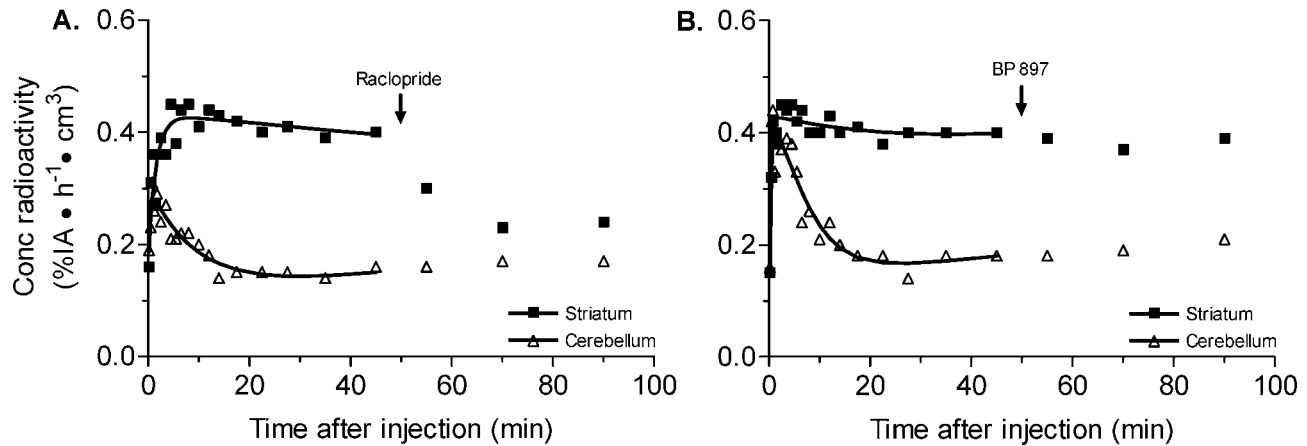 A.
Raclopride
Conc radioactivity
(%IA • h-1 • cm3)
0.6
0.4
0.2
0.0
Striatum
Cerebellum
0 20 40 60 80 100
Time after injection (min)
B.
BP 897
0.6
0.4
0.2
0.0
Striatum
Cerebellum
0 20 40 60 80 100
Time after injection (min)